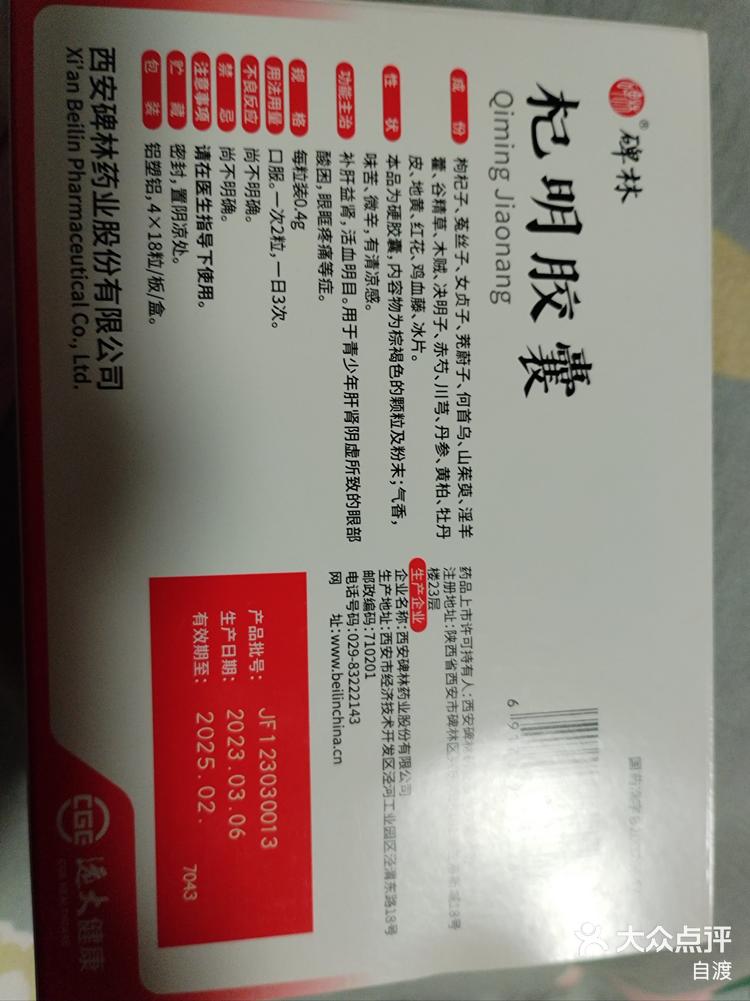 碑林®
杞明胶囊
Qiming Jiaonang
成 份 枸杞子、菟丝子、女贞子、茺蔚子、何首乌、山茱萸、淫羊
藿、谷精草、木贼、决明子、赤芍、川芎、丹参、黄柏、牡丹
皮、地黄、红花、鸡血藤、冰片。
性 状 本品为硬胶囊，内容物为棕褐色的颗粒及粉末；气香，
味苦、微辛，有清凉感。
功能主治 补肝益肾，活血明目。用于青少年肝肾阴虚所致的眼部
酸困，眼眶疼痛等症。
规 格 每粒装0.4g
用法用量 口服。一次2粒，一日3次。
不良反应 尚不明确。
禁 忌 尚不明确。
注意事项 请在医生指导下使用。
贮 藏 密封，置阴凉处。
包 装 铝塑铝，4×18粒/板/盒。
西安碑林药业股份有限公司
Xi'an Beilin Pharmaceutical Co., Ltd.
国药准字
药品上市许可持有人：西安碑林
注册地址：陕西省西安市碑林区
楼23层
生产企业
企业名称：西安碑林药业股份有限公司
生产地址：西安市经济技术开发区泾河工业园区泾渭东路18号
邮政编码：710201
电话号码：029-83222143
网 址：www.beilinchina.cn
产品批号： JF123030013
生产日期： 2023.03.06
有效期至： 2025.02.
7043
CGE 远大健康
大众点评
自渡